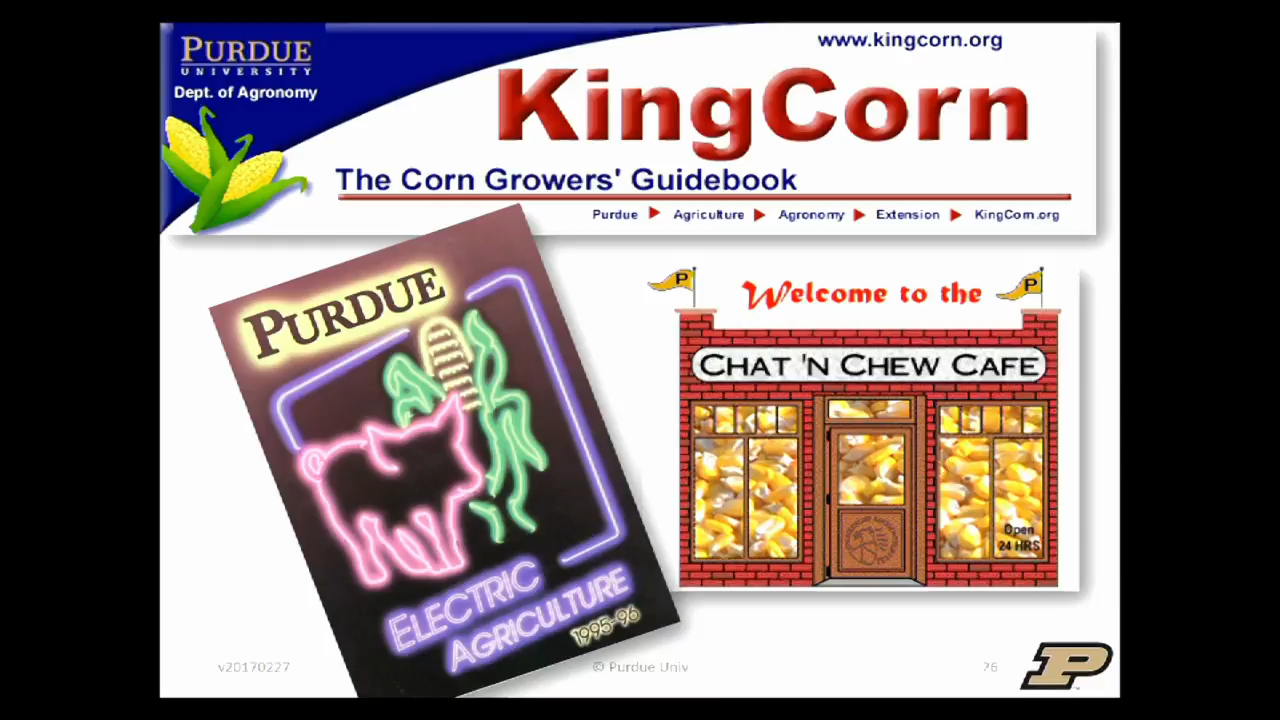 PURDUE
UNIVERSITY
Dept. of Agronomy
www.kingcorn.org
KingCorn
The Corn Growers' Guidebook
Purdue Agriculture Agronomy Extension KingCorn.org
PURDUE
ELECTRIC
AGRICULTURE
1995-96
P
P
Welcome to the
CHAT 'N CHEW CAFE
Open
24 HRS
v20170227
© Purdue Univ
26
P